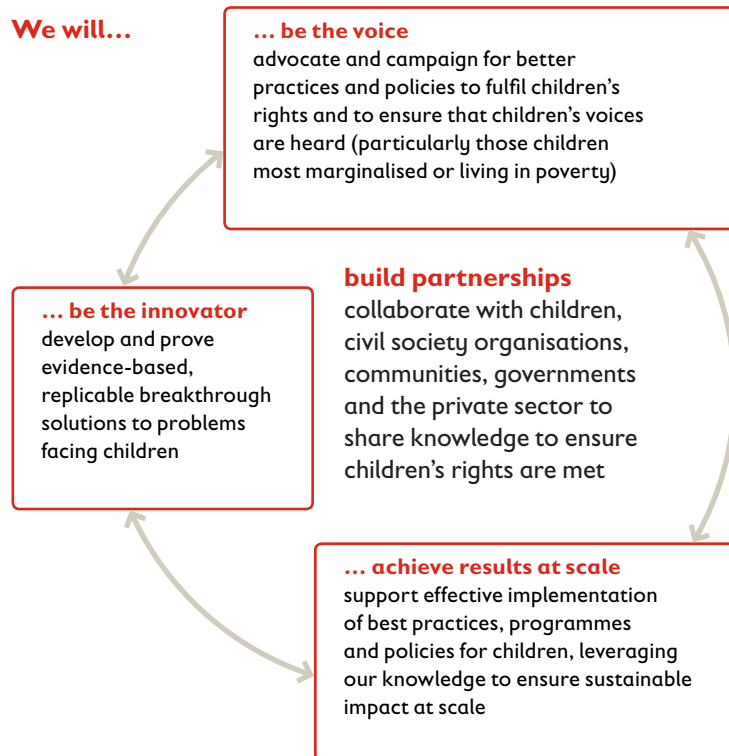 We will…
… be the voice
advocate and campaign for better
practices and policies to fulfil children’s
rights and to ensure that children’s voices
are heard (particularly those children
most marginalised or living in poverty)
… be the innovator
develop and prove
evidence-based,
replicable breakthrough
solutions to problems
facing children
build partnerships
collaborate with children,
civil society organisations,
communities, governments
and the private sector to
share knowledge to ensure
children’s rights are met
… achieve results at scale
support effective implementation
of best practices, programmes
and policies for children, leveraging
our knowledge to ensure sustainable
impact at scale